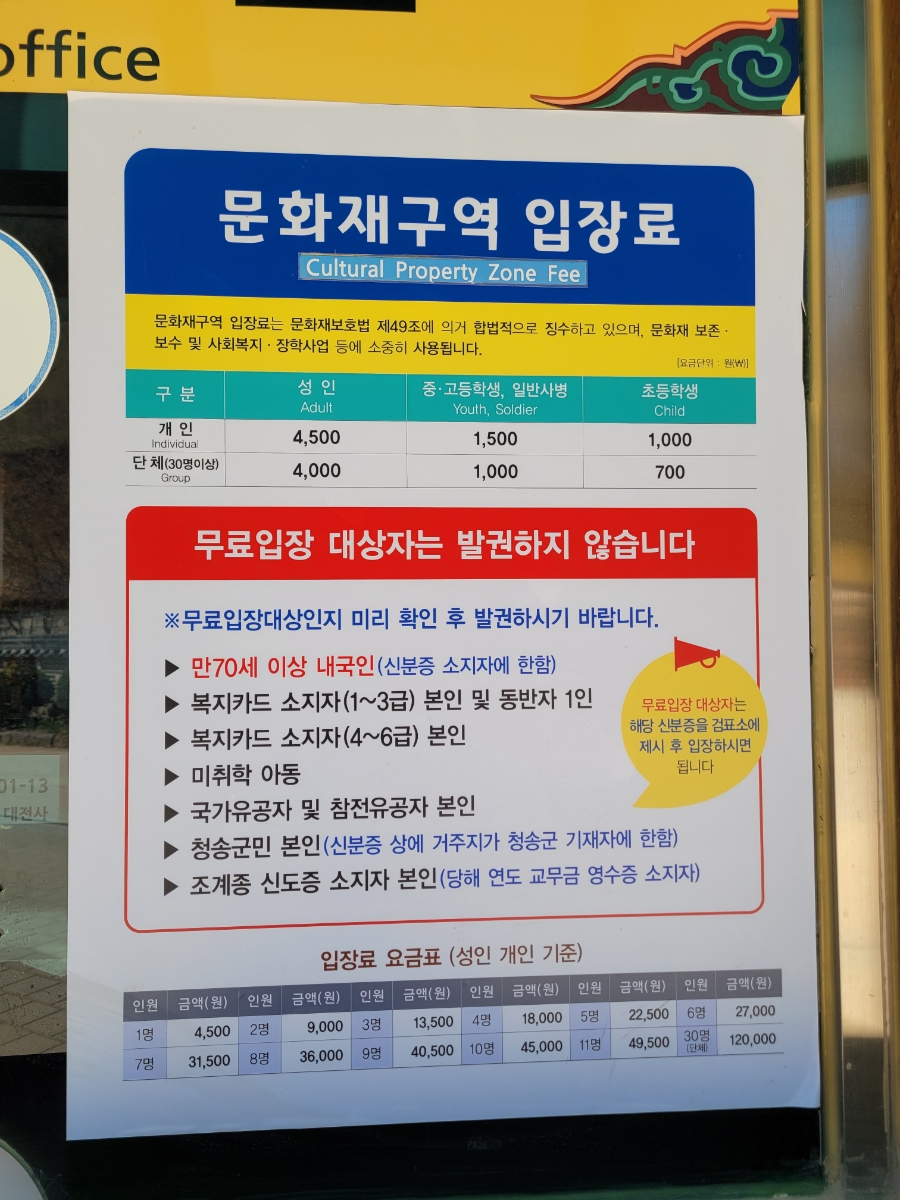 office
문화재구역 입장료
Cultural Property Zone Fee
문화재구역 입장료는 문화재보호법 제49조에 의거 합법적으로 징수하고 있으며, 문화재 보존·
보수 및 사회복지·장학사업 등에 소중히 사용됩니다.
[요금단위 : 원(₩)]
구 분 성 인 중·고등학생, 일반사병 초등학생
Adult Youth, Soldier Child
개 인 4,500 1,500 1,000
Individual
단 체(30명이상) 4,000 1,000 700
Group
무료입장 대상자는 발권하지 않습니다
※무료입장대상인지 미리 확인 후 발권하시기 바랍니다.
▶ 만70세 이상 내국인(신분증 소지자에 한함)
▶ 복지카드 소지자(1~3급) 본인 및 동반자 1인
▶ 복지카드 소지자(4~6급) 본인
▶ 미취학 아동
▶ 국가유공자 및 참전유공자 본인
▶ 청송군민 본인(신분증 상에 거주지가 청송군 기재자에 한함)
▶ 조계종 신도증 소지자 본인(당해 연도 교무금 영수증 소지자)
무료입장 대상자는
해당 신분증을 검표소에
제시 후 입장하시면
됩니다
01-13
대전사
입장료 요금표 (성인 개인 기준)
인원 금액(원) 인원 금액(원) 인원 금액(원) 인원 금액(원) 인원 금액(원) 인원 금액(원)
1명 4,500 2명 9,000 3명 13,500 4명 18,000 5명 22,500 6명 27,000
7명 31,500 8명 36,000 9명 40,500 10명 45,000 11명 49,500 30명(단체) 120,000